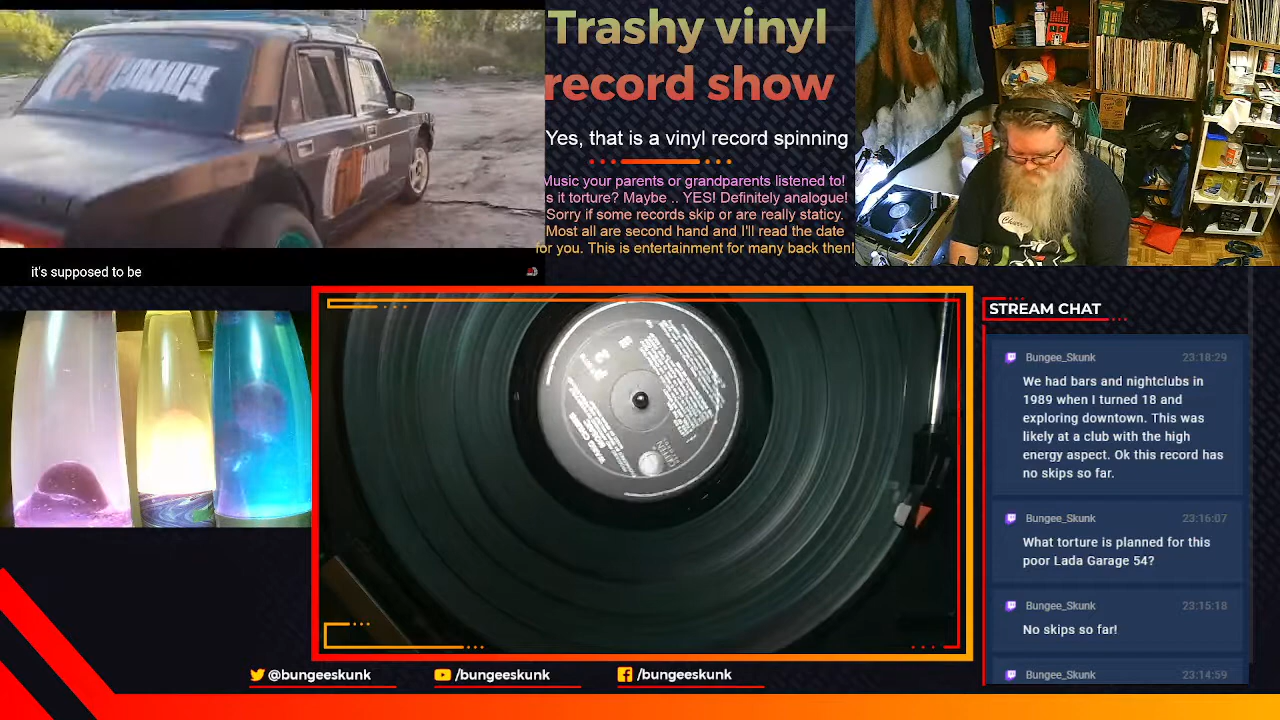 it's supposed to be
Trashy vinyl
record show
Yes, that is a vinyl record spinning
Music your parents or grandparents listened to!
s it torture? Maybe .. YES! Definitely analogue!
Sorry if some records skip or are really staticy.
Most all are second hand and I'll read the date
for you. This is entertainment for many back then!
STREAM CHAT
Bungee_Skunk 23:18:29
We had bars and nightclubs in
1989 when I turned 18 and
exploring downtown. This was
likely at a club with the high
energy aspect. Ok this record has
no skips so far.
Bungee_Skunk 23:16:07
What torture is planned for this
poor Lada Garage 54?
Bungee_Skunk 23:15:18
No skips so far!
Bungee_Skunk 23:14:59
@bungeeskunk
/bungeeskunk
/bungeeskunk